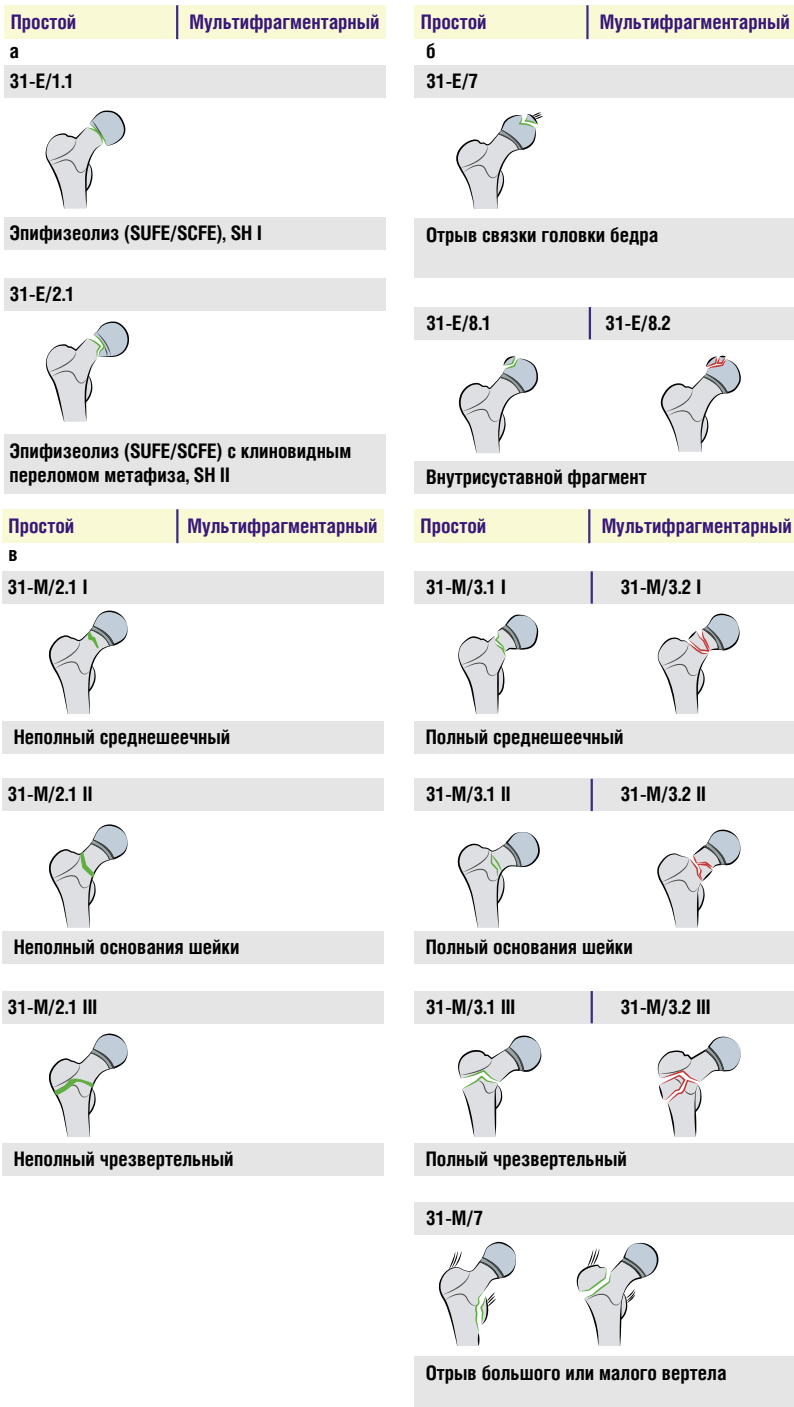 Простой Мультифрагментарный
а
31-E/1.1
Эпифизеолиз (SUFE/SCFE), SH I
31-E/2.1
Эпифизеолиз (SUFE/SCFE) с клиновидным
переломом метафиза, SH II
Простой Мультифрагментарный
б
31-E/7
Отрыв связки головки бедра
31-E/8.1 31-E/8.2
Внутрисуставной фрагмент
Простой Мультифрагментарный
в
31-M/2.1 I
Неполный среднешеечный
31-M/2.1 II
Неполный основания шейки
31-M/2.1 III
Неполный чрезвертельный
Простой Мультифрагментарный
31-M/3.1 I 31-M/3.2 I
Полный среднешеечный
31-M/3.1 II 31-M/3.2 II
Полный основания шейки
31-M/3.1 III 31-M/3.2 III
Полный чрезвертельный
31-M/7
Отрыв большого или малого вертела